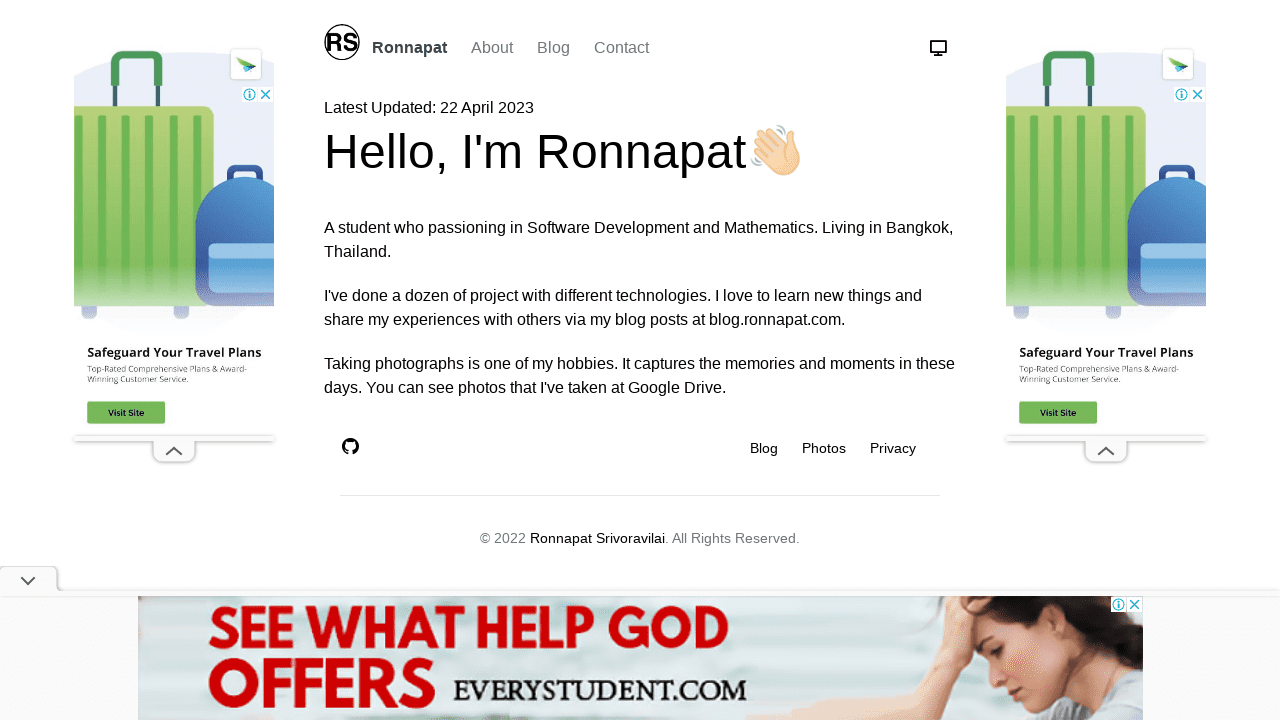 RS
Ronnapat About Blog Contact
Latest Updated: 22 April 2023
Hello, I'm Ronnapat👋🏻
A student who passioning in Software Development and Mathematics. Living in Bangkok,
Thailand.
I've done a dozen of project with different technologies. I love to learn new things and
share my experiences with others via my blog posts at blog.ronnapat.com.
Taking photographs is one of my hobbies. It captures the memories and moments in these
days. You can see photos that I've taken at Google Drive.
Blog Photos Privacy
© 2022 Ronnapat Srivoravilai. All Rights Reserved.
Safeguard Your Travel Plans
Top-Rated Comprehensive Plans & Award-
Winning Customer Service.
Visit Site
Safeguard Your Travel Plans
Top-Rated Comprehensive Plans & Award-
Winning Customer Service.
Visit Site
SEE WHAT HELP GOD
OFFERS EVERYSTUDENT.COM